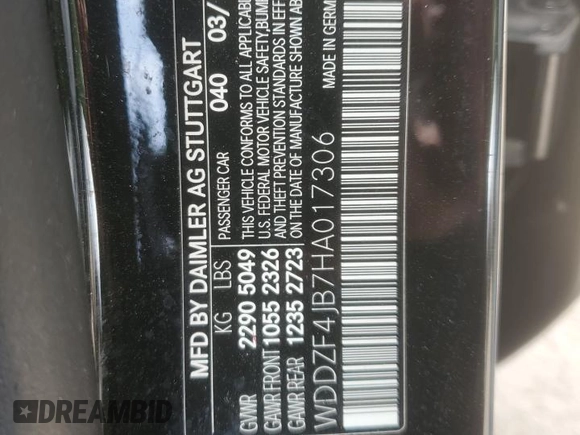 MFD BY DAIMLER AG STUTTGART
PASSENGER CAR 040 03/
KG LBS
GVWR 2290 5049
GAWR FRONT 1055 2326
GAWR REAR 1235 2723
THIS VEHICLE CONFORMS TO ALL APPLICABLE
U.S. FEDERAL MOTOR VEHICLE SAFETY, BUM
AND THEFT PREVENTION STANDARDS IN EFF
ON THE DATE OF MANUFACTURE SHOWN AB
WDDZF4JB7HA017306
MADE IN GERM
DREAMBID